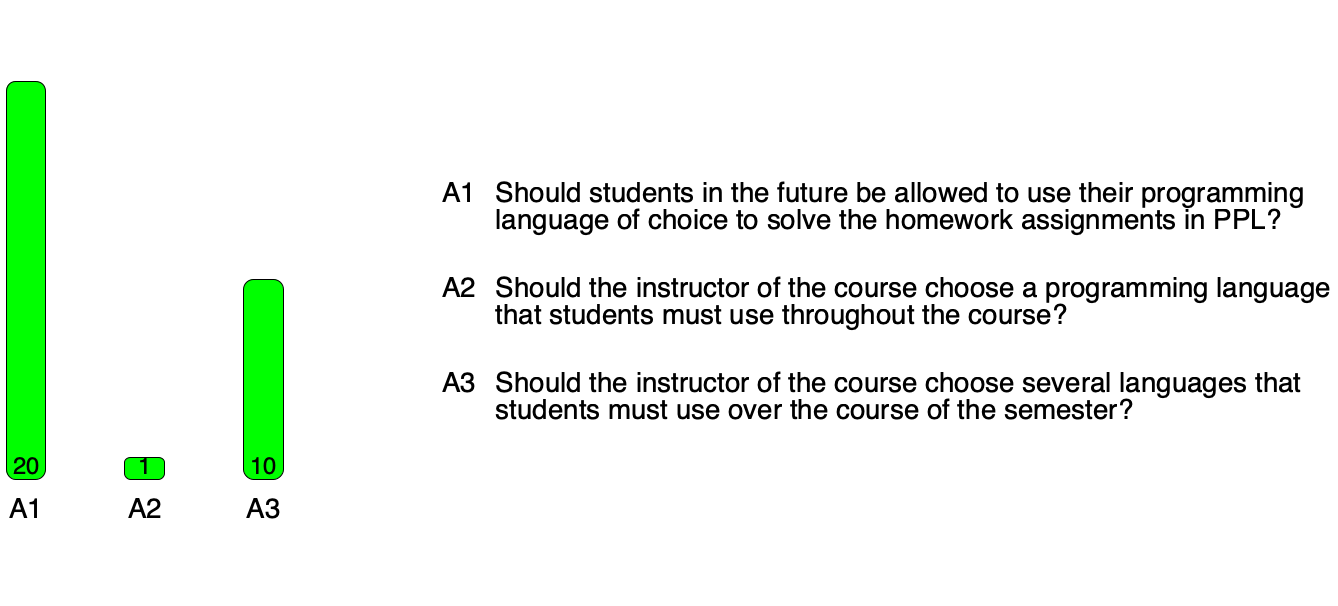 20
1
10
A1
A2
A3
A1 Should students in the future be allowed to use their programming
language of choice to solve the homework assignments in PPL?
A2 Should the instructor of the course choose a programming language
that students must use throughout the course?
A3 Should the instructor of the course choose several languages that
students must use over the course of the semester?